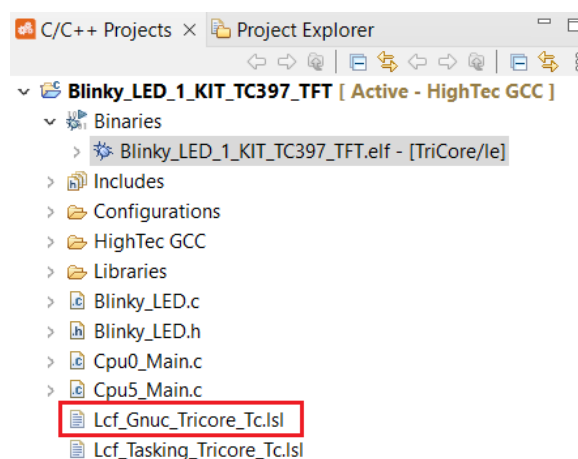 C/C++ Projects Project Explorer
Blinky_LED_1_KIT_TC397_TFT [ Active - HighTec GCC ]
Binaries
Blinky_LED_1_KIT_TC397_TFT.elf - [TriCore/le]
Includes
Configurations
HighTec GCC
Libraries
Blinky_LED.c
Blinky_LED.h
Cpu0_Main.c
Cpu5_Main.c
Lcf_Gnuc_Tricore_Tc.lsl
Lcf_Tasking_Tricore_Tc.lsl